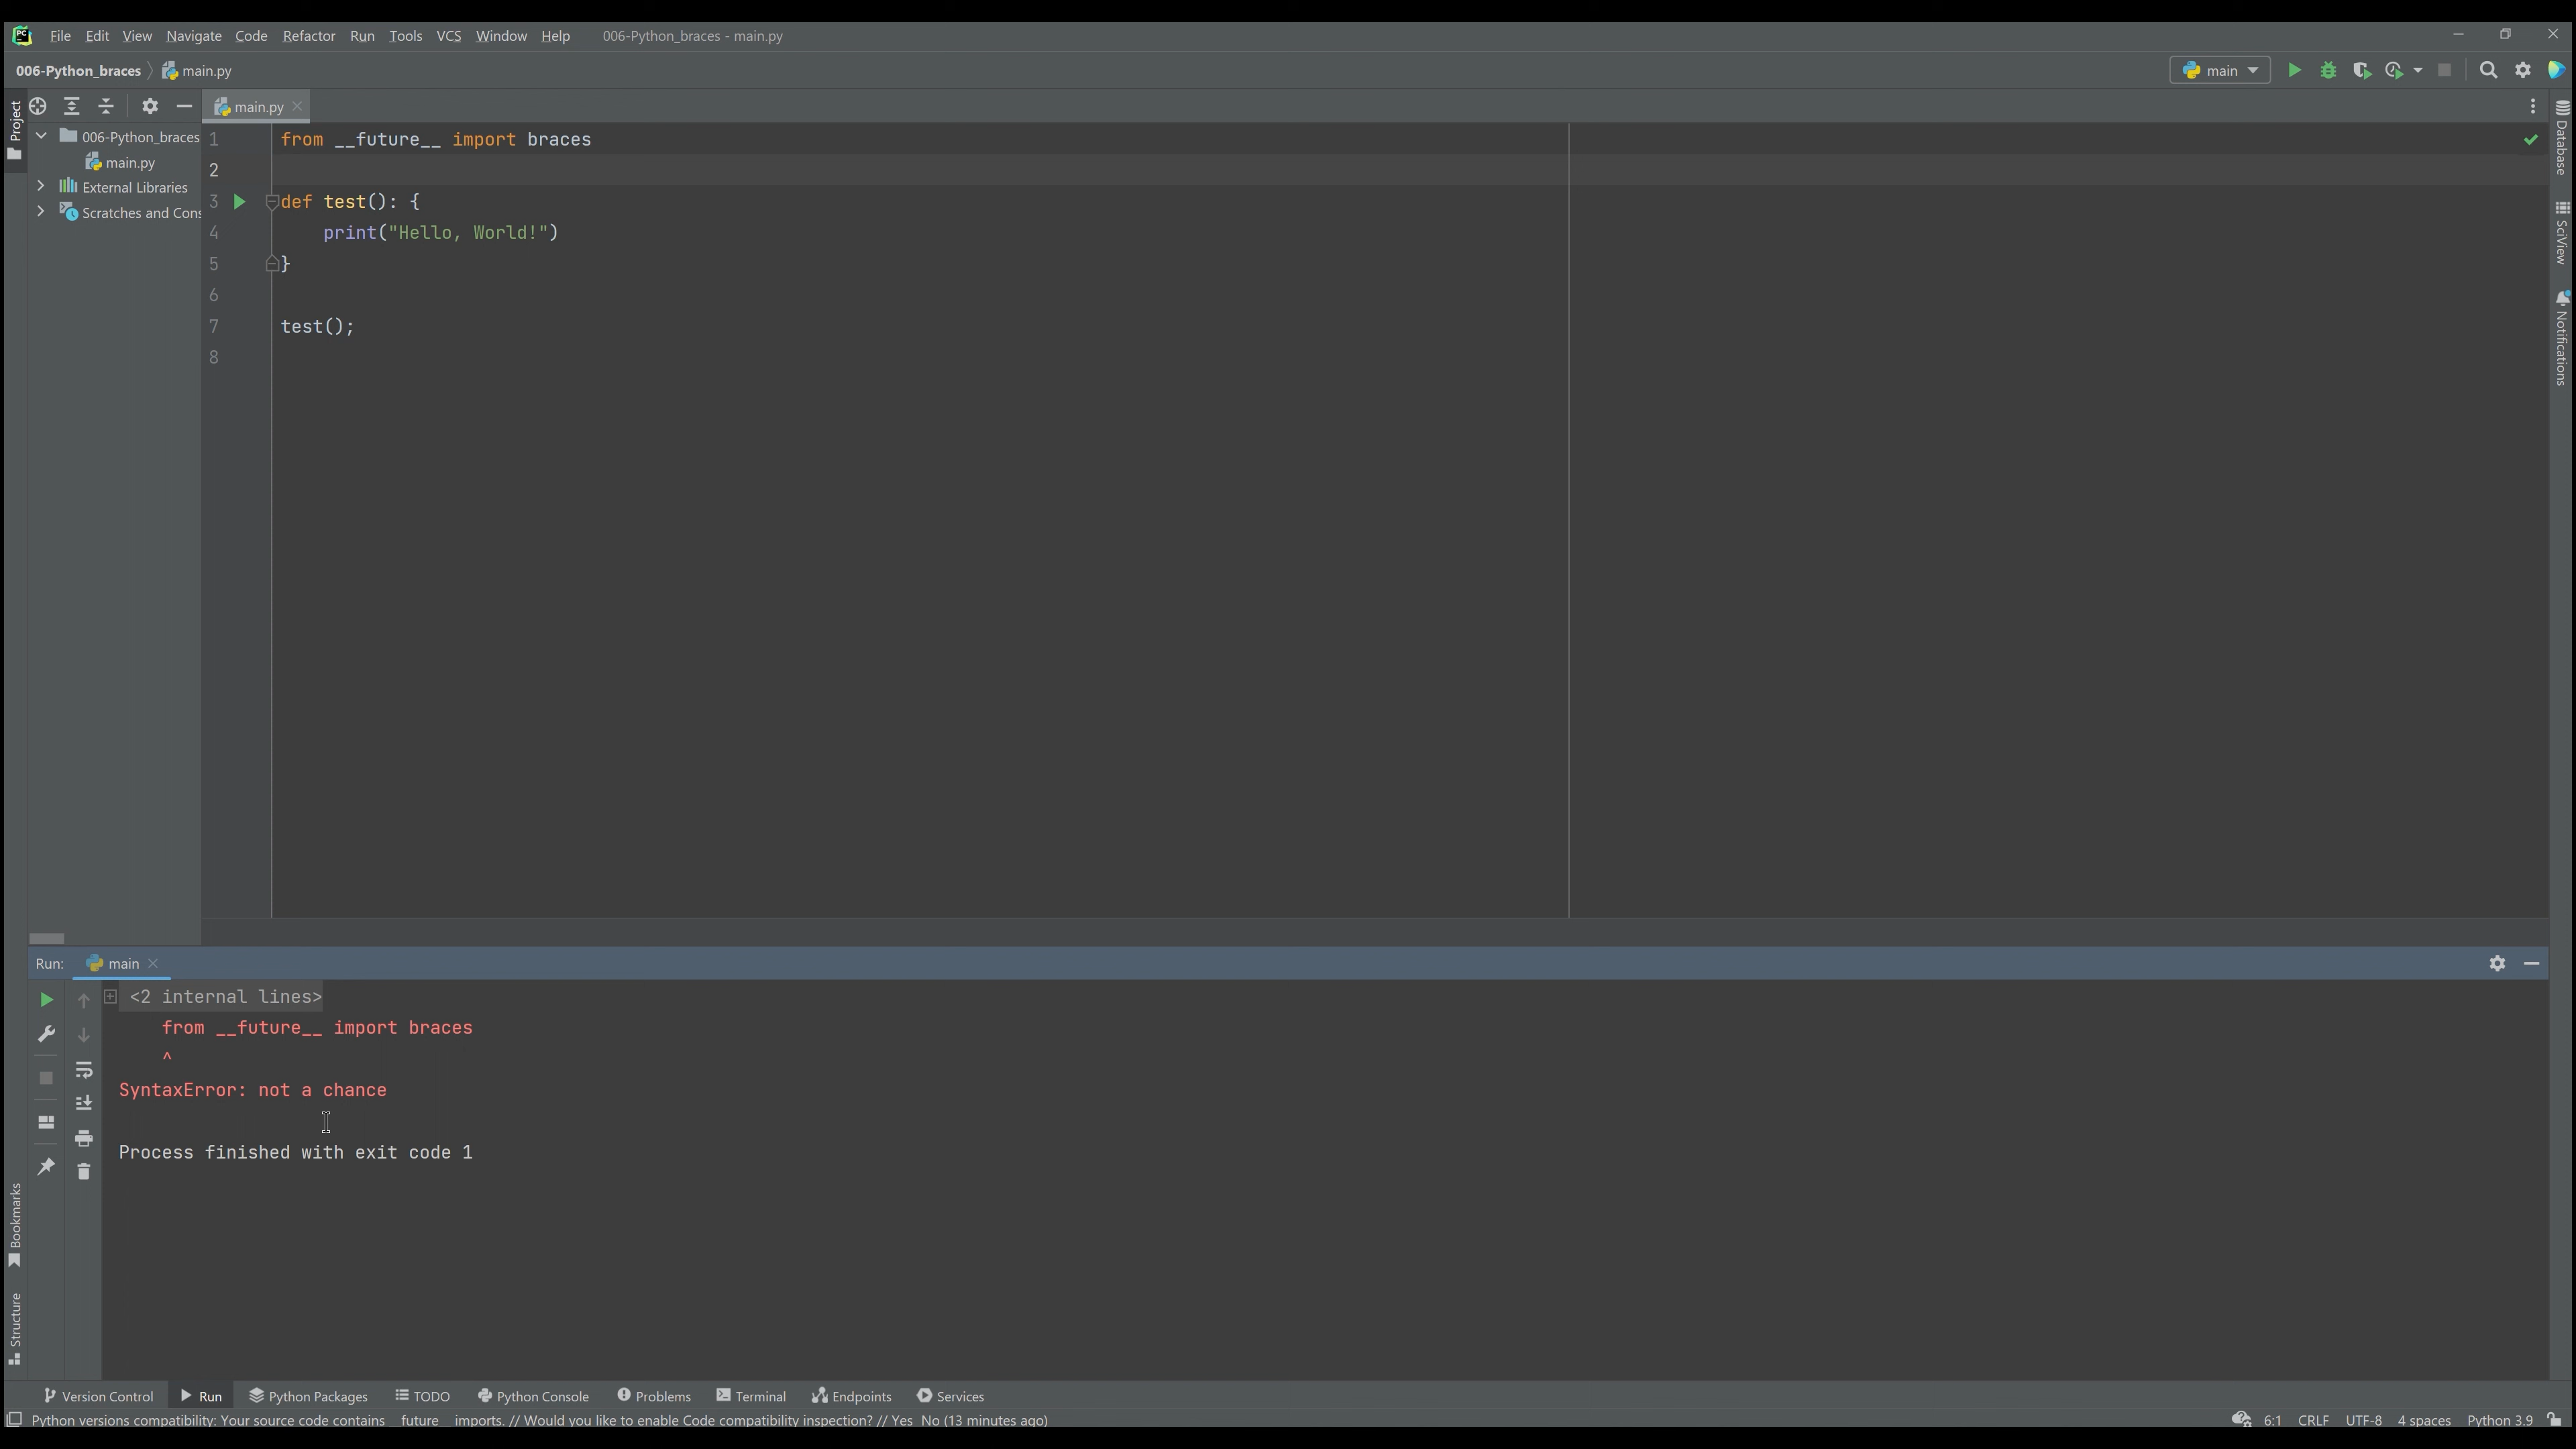 File Edit View Navigate Code Refactor Run Tools VCS Window Help 006-Python_braces - main.py
006-Python_braces main.py main
Project
main.py
006-Python_braces
main.py
External Libraries
Scratches and Cons
1 from __future__ import braces
2
3 def test(): {
4 print("Hello, World!")
5 }
6
7 test();
8
Database
SciView
Notifications
Run: main
<2 internal lines>
from __future__ import braces
^
SyntaxError: not a chance
Process finished with exit code 1
Bookmarks
Structure
Version Control Run Python Packages TODO Python Console Problems Terminal Endpoints Services
Python versions compatibility: Your source code contains __future__ imports. // Would you like to enable Code compatibility inspection? // Yes No (13 minutes ago) 6:1 CRLF UTF-8 4 spaces Python 3.9